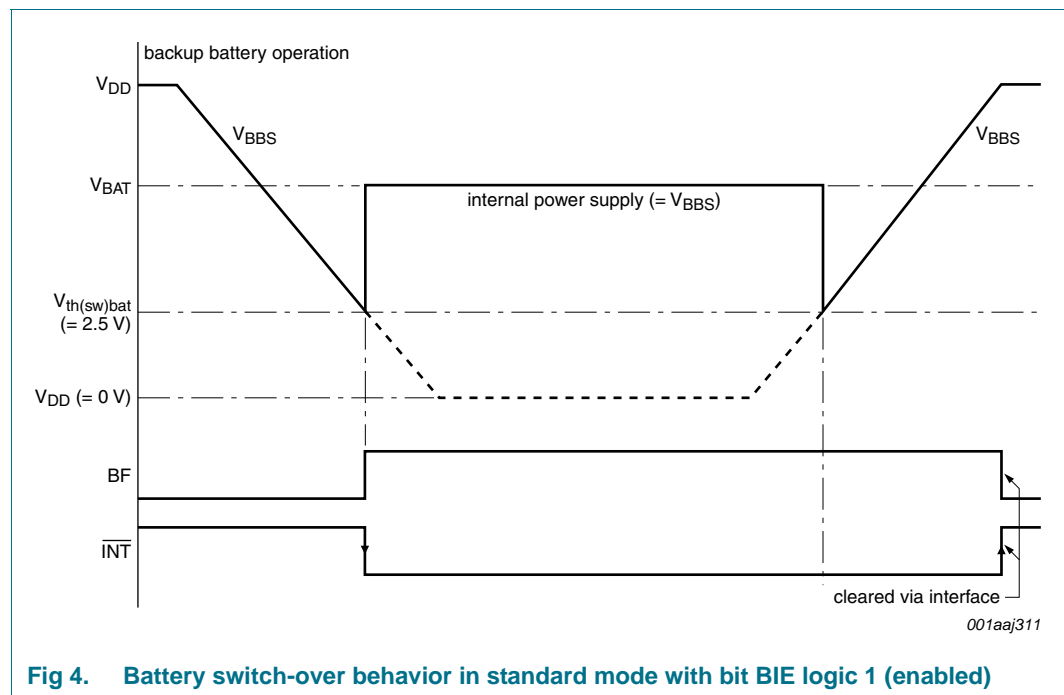 backup battery operation
VDD
VBBS
VBBS
VBAT
internal power supply (= VBBS)
Vth(sw)bat
(= 2.5 V)
VDD (= 0 V)
BF
INT
cleared via interface
001aaj311
Fig 4. Battery switch-over behavior in standard mode with bit BIE logic 1 (enabled)